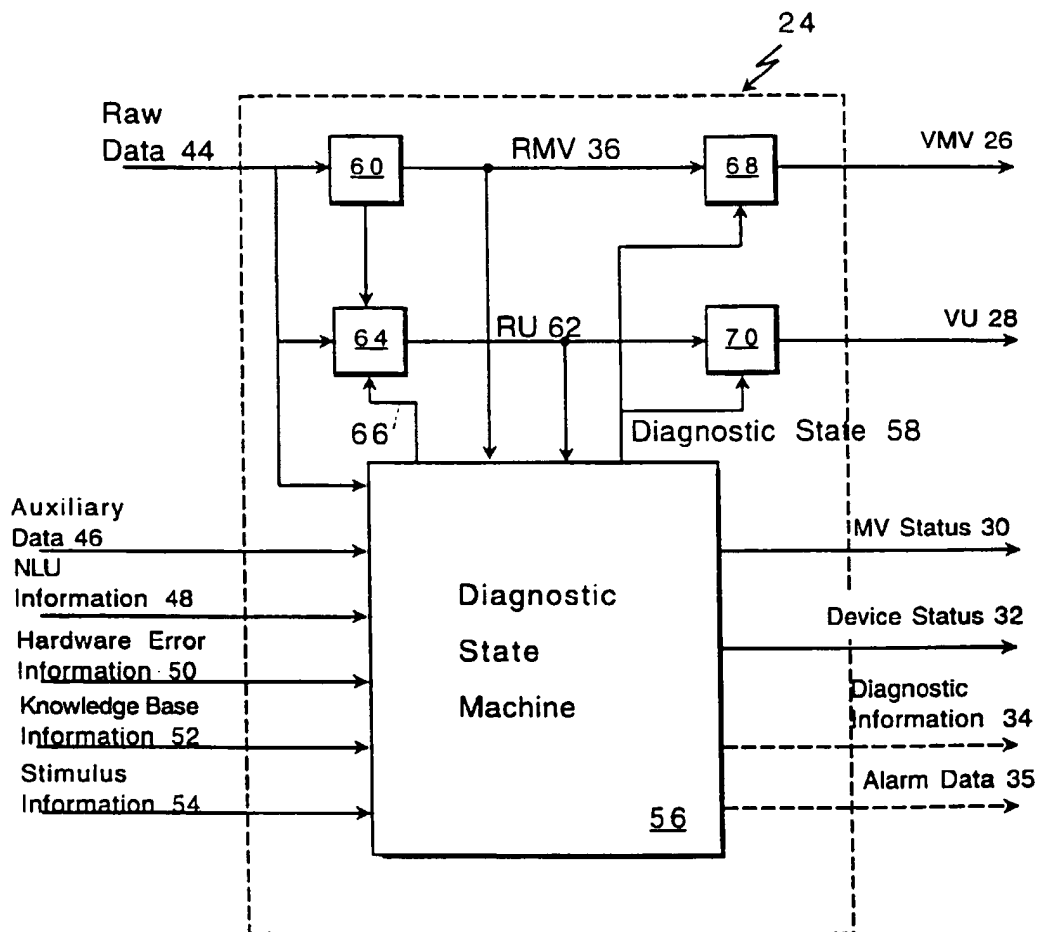 24
Raw
Data 44
60
RMV 36
68
VMV 26
64
RU 62
70
VU 28
66
Diagnostic State 58
Auxiliary
Data 46
NLU
Information 48
Hardware Error
Information 50
Knowledge Base
Information 52
Stimulus
Information 54
Diagnostic
State
Machine
56
MV Status 30
Device Status 32
Diagnostic
Information 34
Alarm Data 35